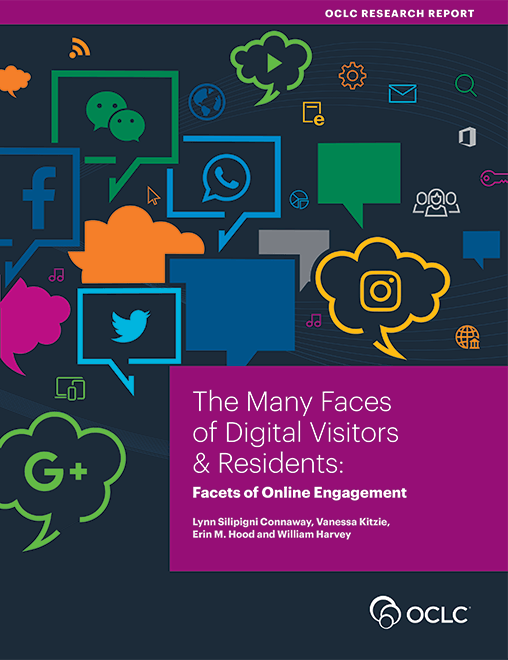 OCLC RESEARCH REPORT
e
f
G+
The Many Faces
of Digital Visitors
& Residents:
Facets of Online Engagement
Lynn Silipigni Connaway, Vanessa Kitzie,
Erin M. Hood and William Harvey
OCLC